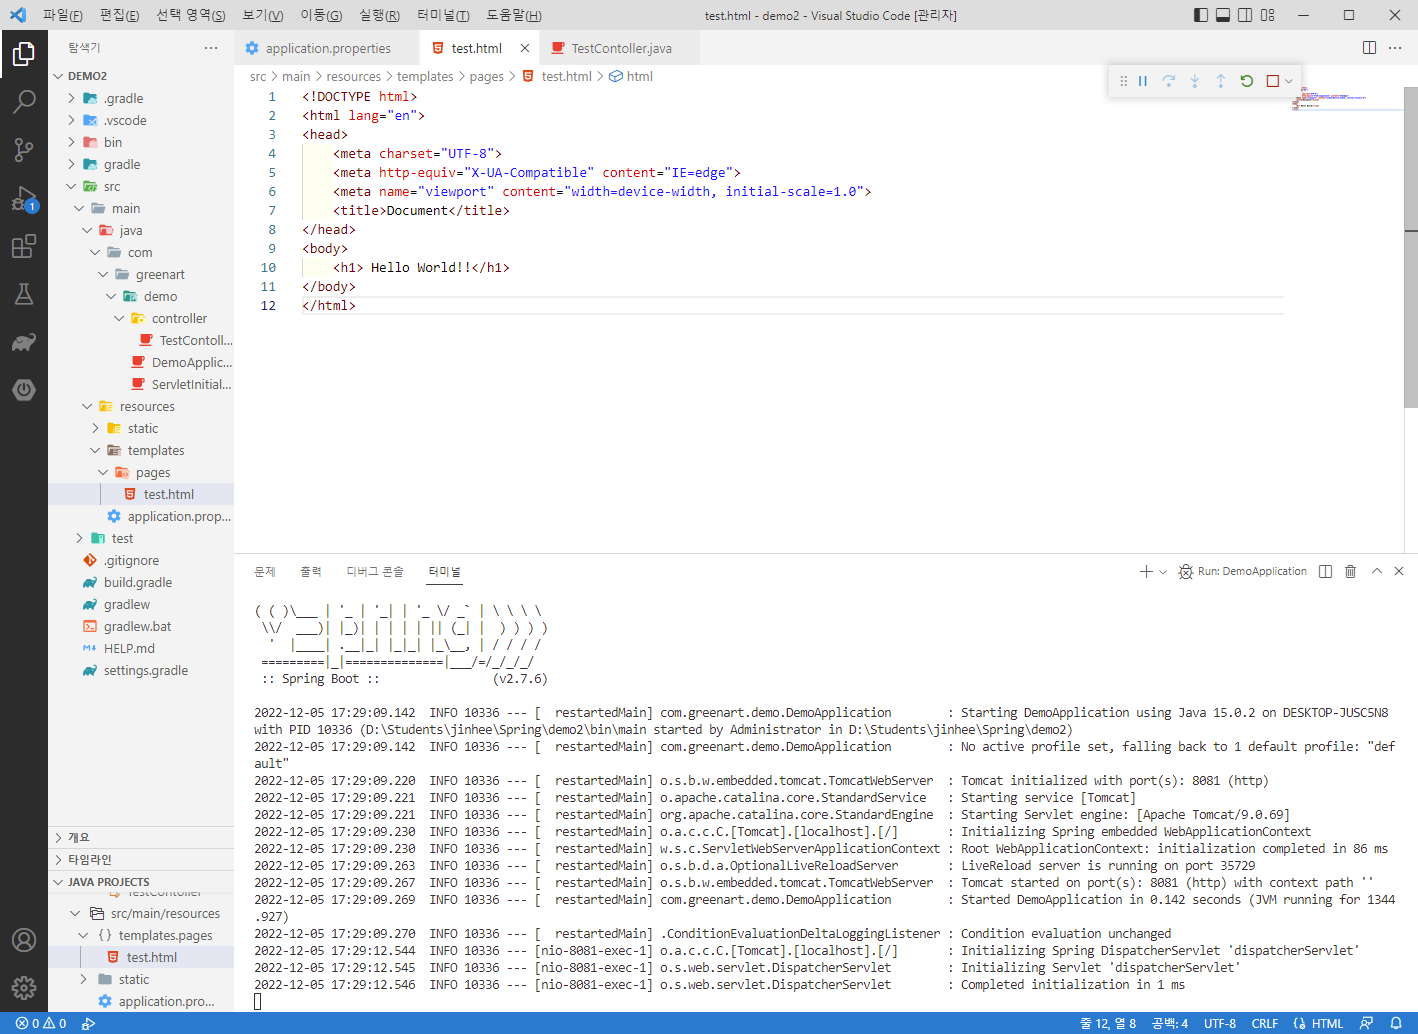 파일(F) 편집(E) 선택 영역(S) 보기(V) 이동(G) 실행(R) 터미널(T) 도움말(H) test.html - demo2 - Visual Studio Code [관리자]
탐색기 ···
application.properties test.html TestContoller.java
DEMO2
.gradle
.vscode
bin
gradle
src
main
java
com
greenart
demo
controller
TestContoll...
DemoApplic...
ServletInitial...
resources
static
templates
pages
test.html
application.prop...
test
.gitignore
build.gradle
gradlew
gradlew.bat
HELP.md
settings.gradle
개요
타임라인
JAVA PROJECTS
TestController
src/main/resources
templates.pages
test.html
static
application.pro...
1
src > main > resources > templates > pages > test.html > html
1 <!DOCTYPE html>
2 <html lang="en">
3 <head>
4 <meta charset="UTF-8">
5 <meta http-equiv="X-UA-Compatible" content="IE=edge">
6 <meta name="viewport" content="width=device-width, initial-scale=1.0">
7 <title>Document</title>
8 </head>
9 <body>
10 <h1> Hello World!!</h1>
11 </body>
12 </html>
문제 출력 디버그 콘솔 터미널 Run: DemoApplication
( ( )\___ | '_ | '_| | '_ \/ _` | \ \ \ \
\\/  ___)| |_)| | | | | || (_| |  ) ) ) )
'  |____| .__|_| |_|_| |_\__, | / / / /
=========|_|==============|___/=/_/_/_/
:: Spring Boot :: (v2.7.6)
2022-12-05 17:29:09.142  INFO 10336 --- [  restartedMain] com.greenart.demo.DemoApplication        : Starting DemoApplication using Java 15.0.2 on DESKTOP-JUSC5N8
with PID 10336 (D:\Students\jinhee\Spring\demo2\bin\main started by Administrator in D:\Students\jinhee\Spring\demo2)
2022-12-05 17:29:09.142  INFO 10336 --- [  restartedMain] com.greenart.demo.DemoApplication        : No active profile set, falling back to 1 default profile: "def
ault"
2022-12-05 17:29:09.220  INFO 10336 --- [  restartedMain] o.s.b.w.embedded.tomcat.TomcatWebServer  : Tomcat initialized with port(s): 8081 (http)
2022-12-05 17:29:09.221  INFO 10336 --- [  restartedMain] o.apache.catalina.core.StandardService   : Starting service [Tomcat]
2022-12-05 17:29:09.221  INFO 10336 --- [  restartedMain] org.apache.catalina.core.StandardEngine  : Starting Servlet engine: [Apache Tomcat/9.0.69]
2022-12-05 17:29:09.230  INFO 10336 --- [  restartedMain] o.a.c.c.C.[Tomcat].[localhost].[/]       : Initializing Spring embedded WebApplicationContext
2022-12-05 17:29:09.230  INFO 10336 --- [  restartedMain] w.s.c.ServletWebServerApplicationContext : Root WebApplicationContext: initialization completed in 86 ms
2022-12-05 17:29:09.263  INFO 10336 --- [  restartedMain] o.s.b.d.a.OptionalLiveReloadServer       : LiveReload server is running on port 35729
2022-12-05 17:29:09.267  INFO 10336 --- [  restartedMain] o.s.b.w.embedded.tomcat.TomcatWebServer  : Tomcat started on port(s): 8081 (http) with context path ''
2022-12-05 17:29:09.269  INFO 10336 --- [  restartedMain] com.greenart.demo.DemoApplication        : Started DemoApplication in 0.142 seconds (JVM running for 1344
.927)
2022-12-05 17:29:09.270  INFO 10336 --- [  restartedMain] .ConditionEvaluationDeltaLoggingListener : Condition evaluation unchanged
2022-12-05 17:29:12.544  INFO 10336 --- [nio-8081-exec-1] o.a.c.c.C.[Tomcat].[localhost].[/]       : Initializing Spring DispatcherServlet 'dispatcherServlet'
2022-12-05 17:29:12.545  INFO 10336 --- [nio-8081-exec-1] o.s.web.servlet.DispatcherServlet        : Initializing Servlet 'dispatcherServlet'
2022-12-05 17:29:12.546  INFO 10336 --- [nio-8081-exec-1] o.s.web.servlet.DispatcherServlet        : Completed initialization in 1 ms
0 0 줄 12, 열 8 공백: 4 UTF-8 CRLF HTML